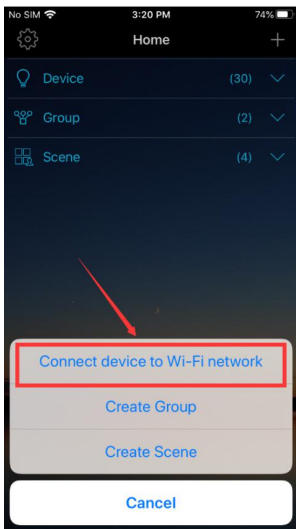 No SIM 3:20 PM 74%
Home
Device (30)
Group (2)
Scene (4)
Connect device to Wi-Fi network
Create Group
Create Scene
Cancel